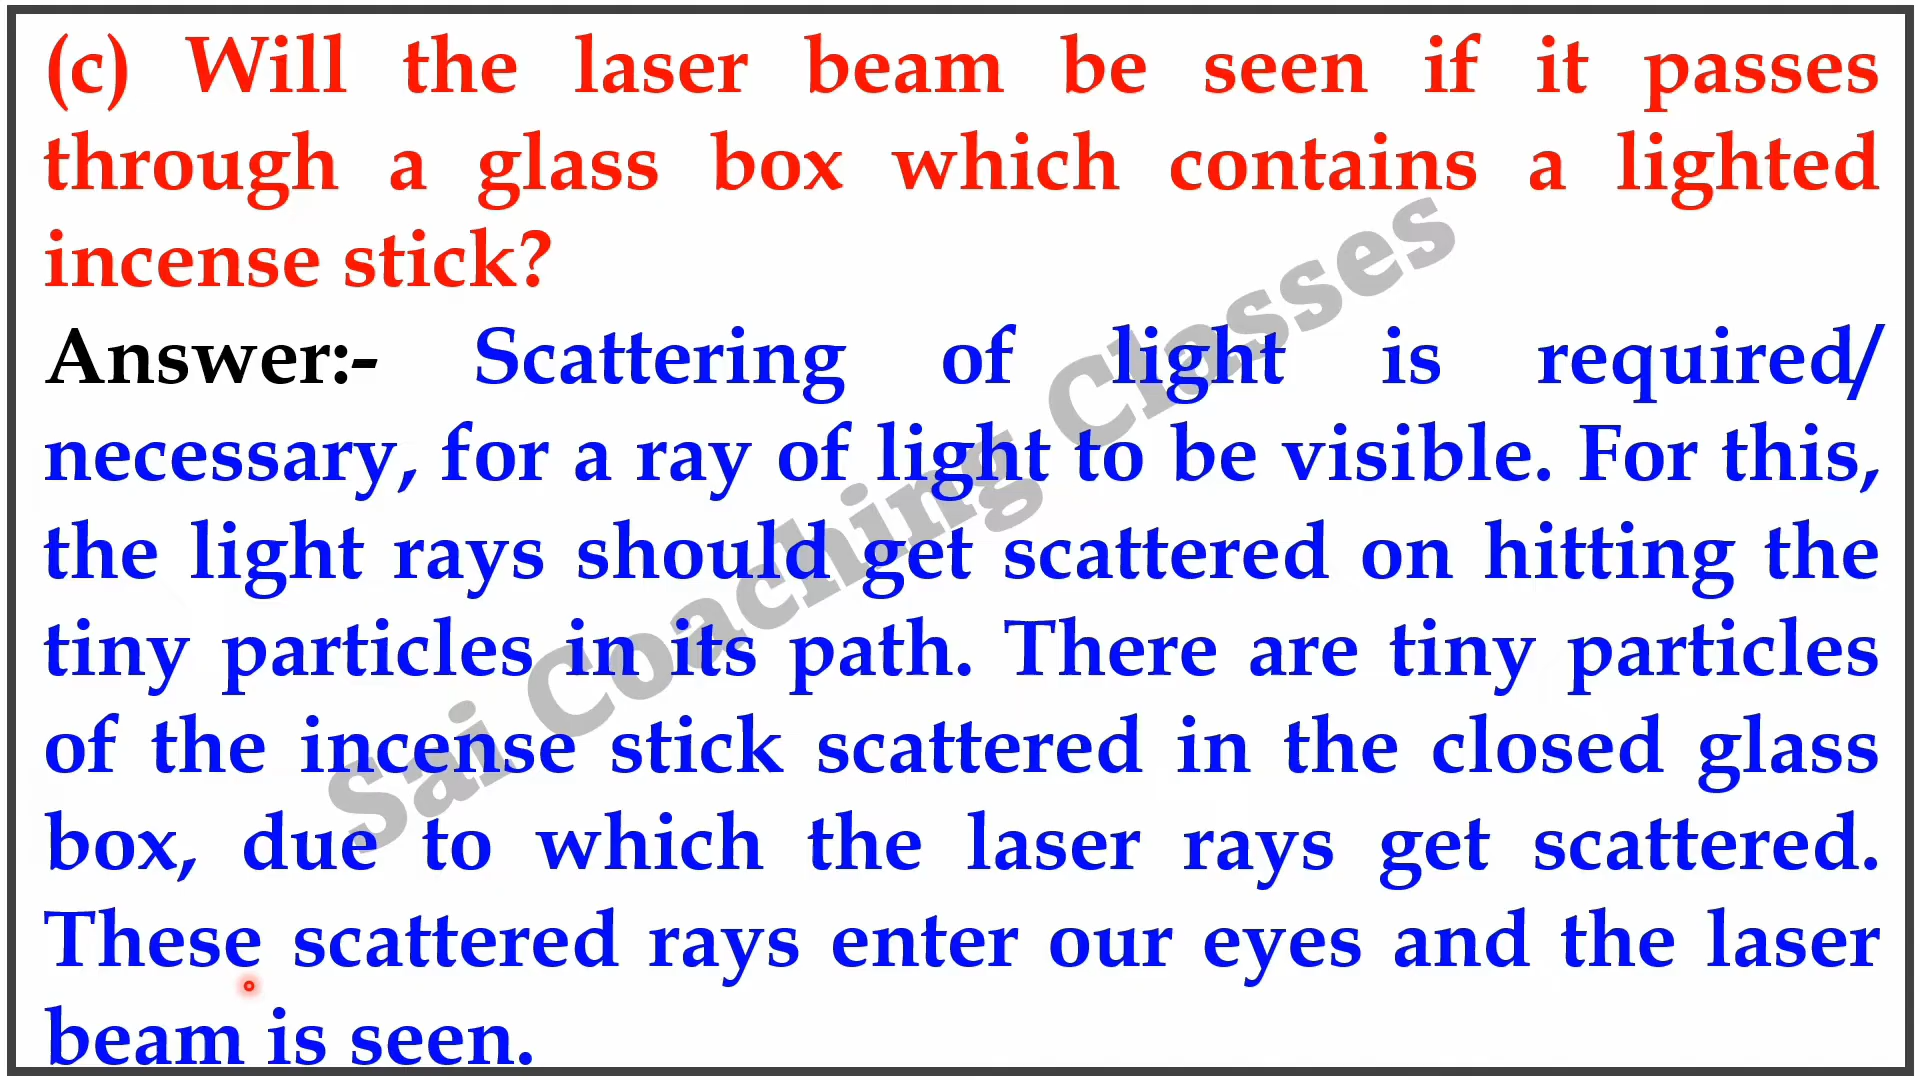 (c) Will the laser beam be seen if it passes
through a glass box which contains a lighted
incense stick?
Answer:- Scattering of light is required/
necessary, for a ray of light to be visible. For this,
the light rays should get scattered on hitting the
tiny particles in its path. There are tiny particles
of the incense stick scattered in the closed glass
box, due to which the laser rays get scattered.
These scattered rays enter our eyes and the laser
beam is seen.
Sai Coaching Classes